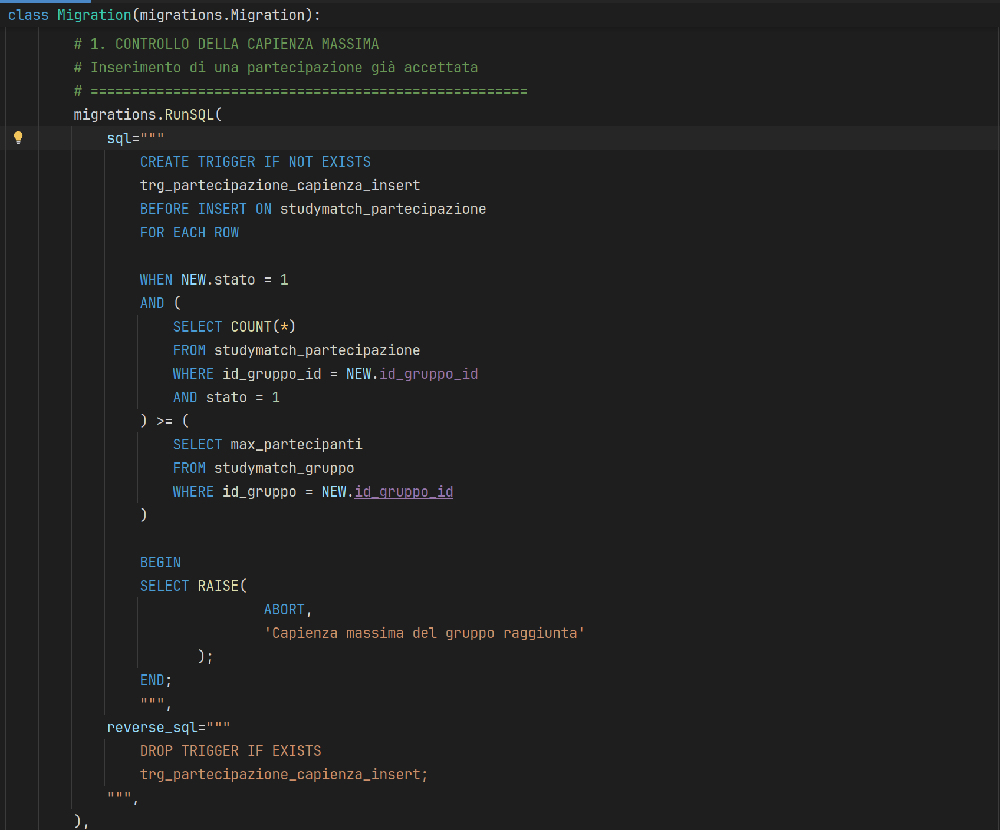 class Migration(migrations.Migration):
# 1. CONTROLLO DELLA CAPIENZA MASSIMA
# Inserimento di una partecipazione già accettata
# =====================================================
migrations.RunSQL(
sql="""
CREATE TRIGGER IF NOT EXISTS
trg_partecipazione_capienza_insert
BEFORE INSERT ON studymatch_partecipazione
FOR EACH ROW
WHEN NEW.stato = 1
AND (
SELECT COUNT(*)
FROM studymatch_partecipazione
WHERE id_gruppo_id = NEW.id_gruppo_id
AND stato = 1
) >= (
SELECT max_partecipanti
FROM studymatch_gruppo
WHERE id_gruppo = NEW.id_gruppo_id
)
BEGIN
SELECT RAISE(
ABORT,
'Capienza massima del gruppo raggiunta'
);
END;
""",
reverse_sql="""
DROP TRIGGER IF EXISTS
trg_partecipazione_capienza_insert;
""",
),